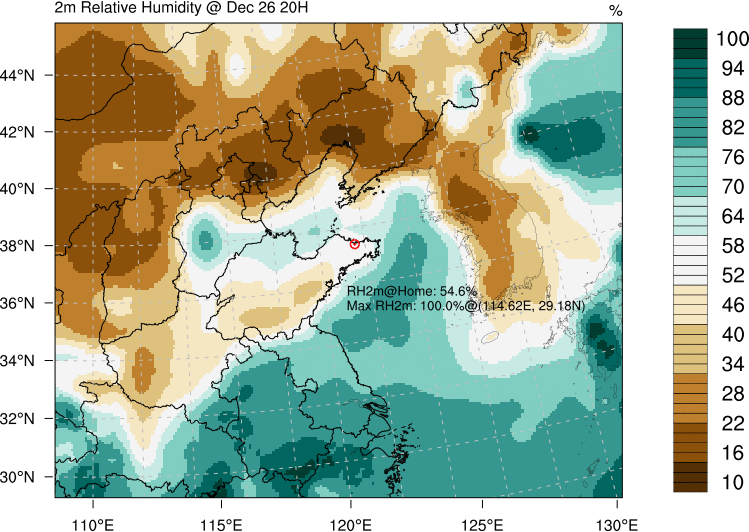 2m Relative Humidity @ Dec 26 20H
%
44°N
42°N
40°N
38°N
36°N
34°N
32°N
30°N
RH2m@Home: 54.6%
Max RH2m: 100.0%@(114.62E, 29.18N)
110°E
115°E
120°E
125°E
130°E
100
94
88
82
76
70
64
58
52
46
40
34
28
22
16
10